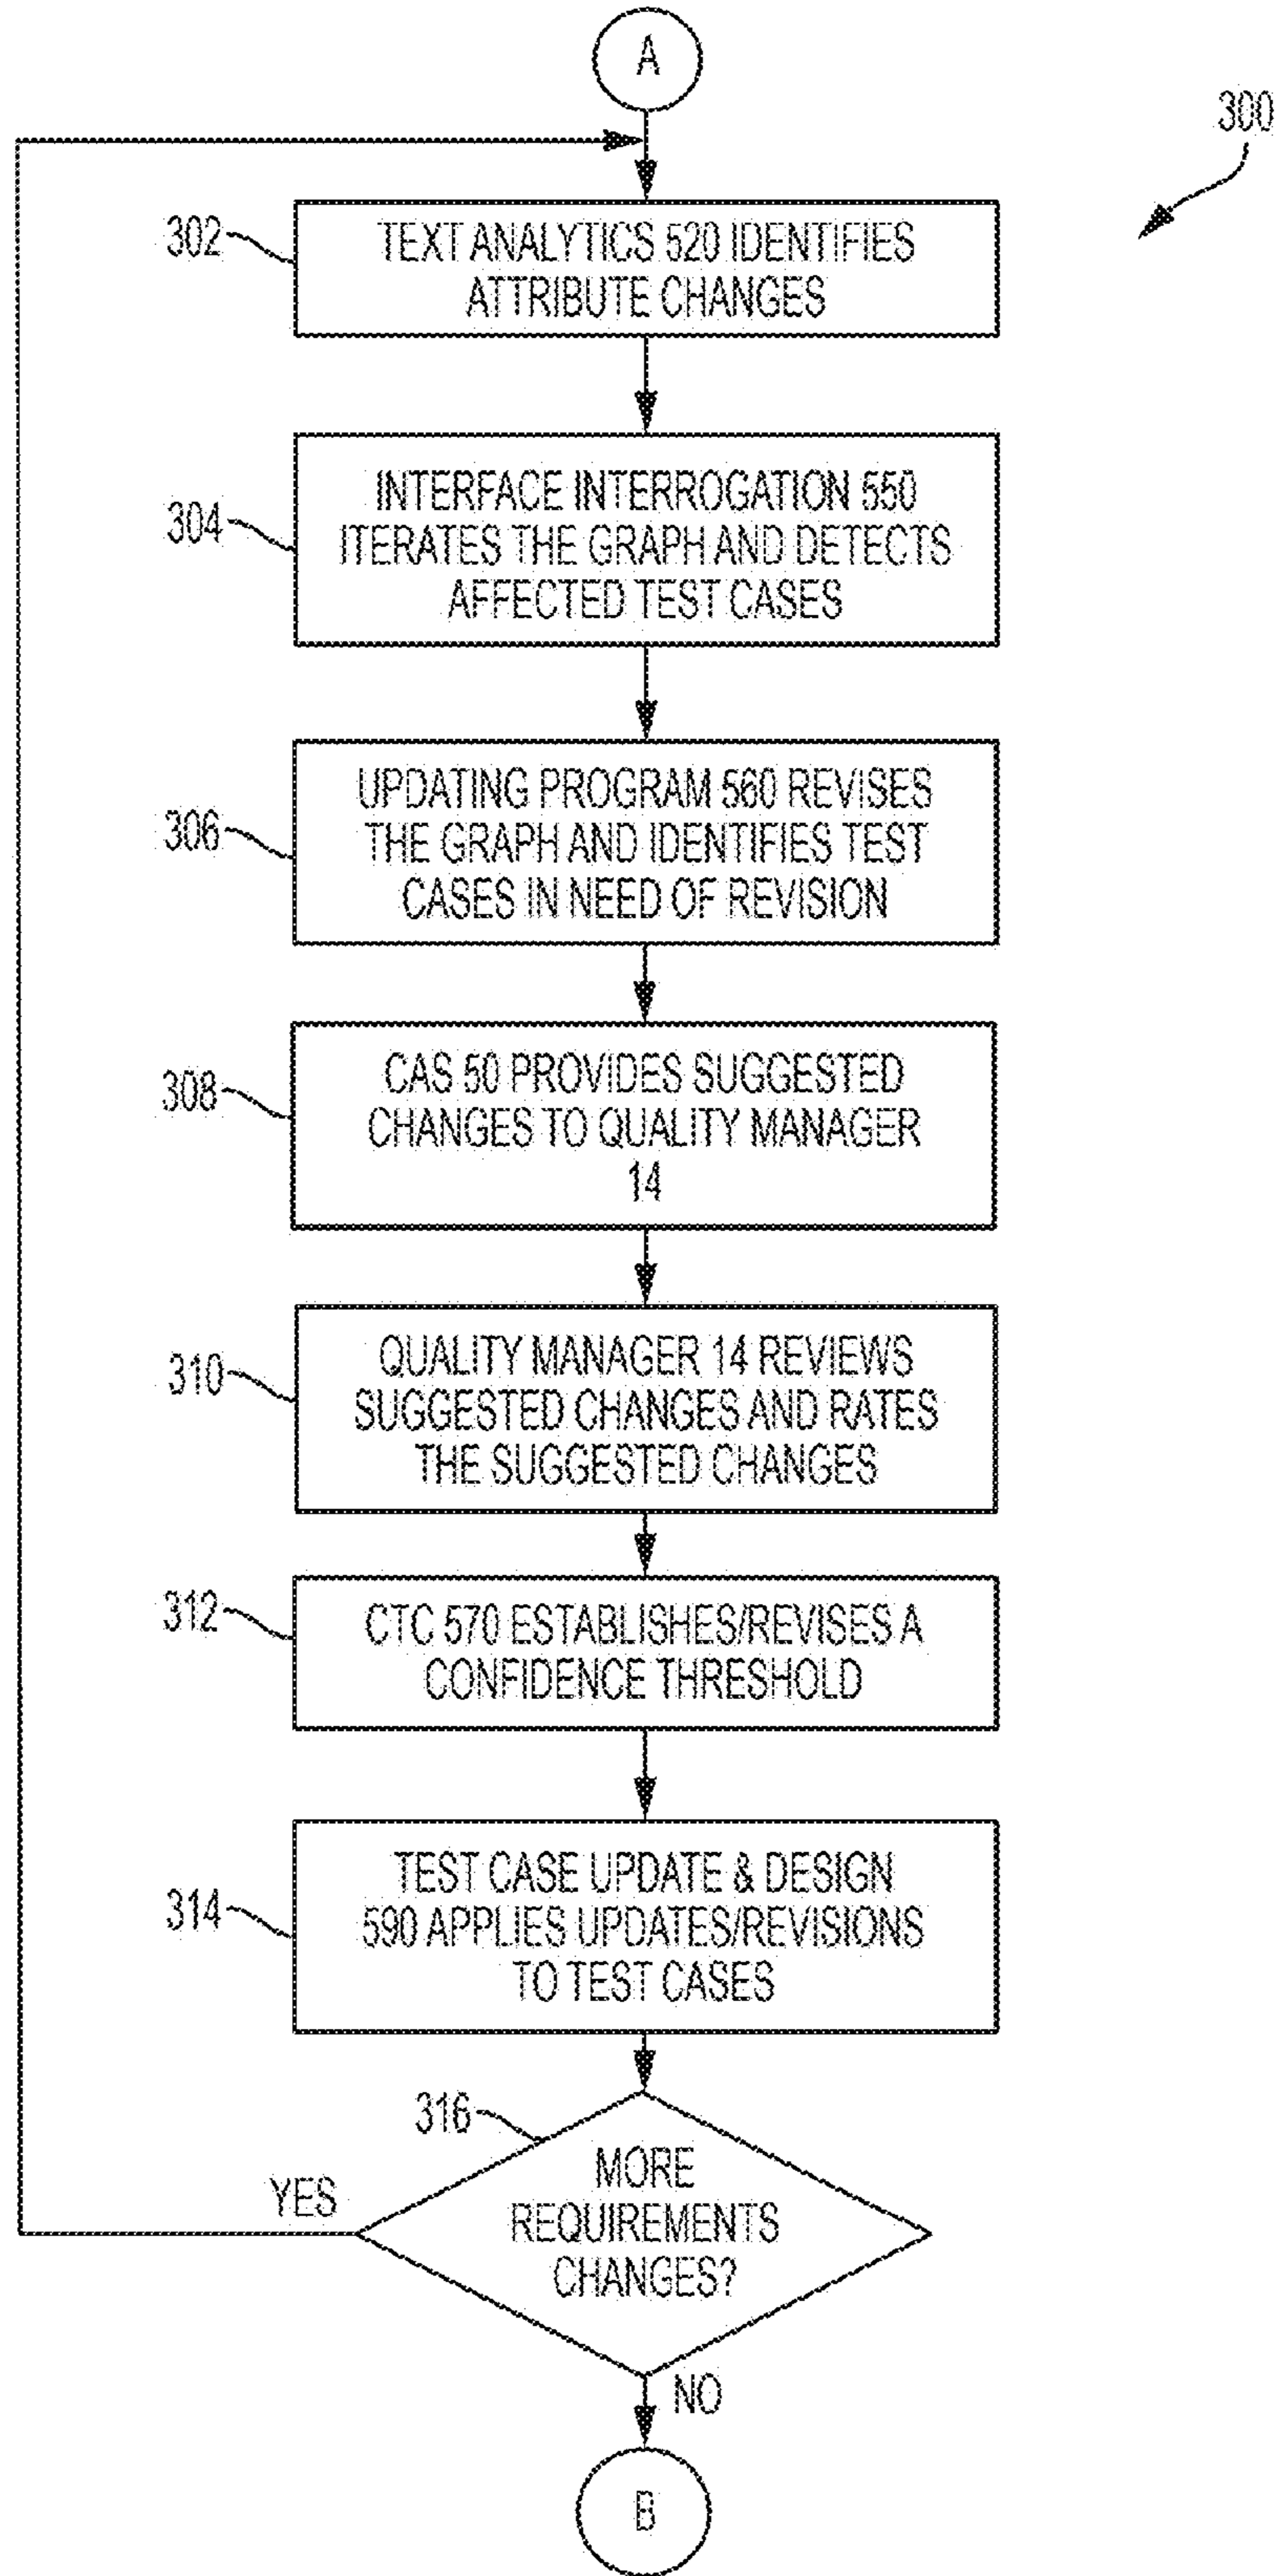 A
300
302
TEXT ANALYTICS 520 IDENTIFIES
ATTRIBUTE CHANGES
304
INTERFACE INTERROGATION 550
ITERATES THE GRAPH AND DETECTS
AFFECTED TEST CASES
306
UPDATING PROGRAM 560 REVISES
THE GRAPH AND IDENTIFIES TEST
CASES IN NEED OF REVISION
308
CAS 50 PROVIDES SUGGESTED
CHANGES TO QUALITY MANAGER
14
310
QUALITY MANAGER 14 REVIEWS
SUGGESTED CHANGES AND RATES
THE SUGGESTED CHANGES
312
CTC 570 ESTABLISHES/REVISES A
CONFIDENCE THRESHOLD
314
TEST CASE UPDATE & DESIGN
590 APPLIES UPDATES/REVISIONS
TO TEST CASES
316
MORE
REQUIREMENTS
CHANGES?
YES
NO
B